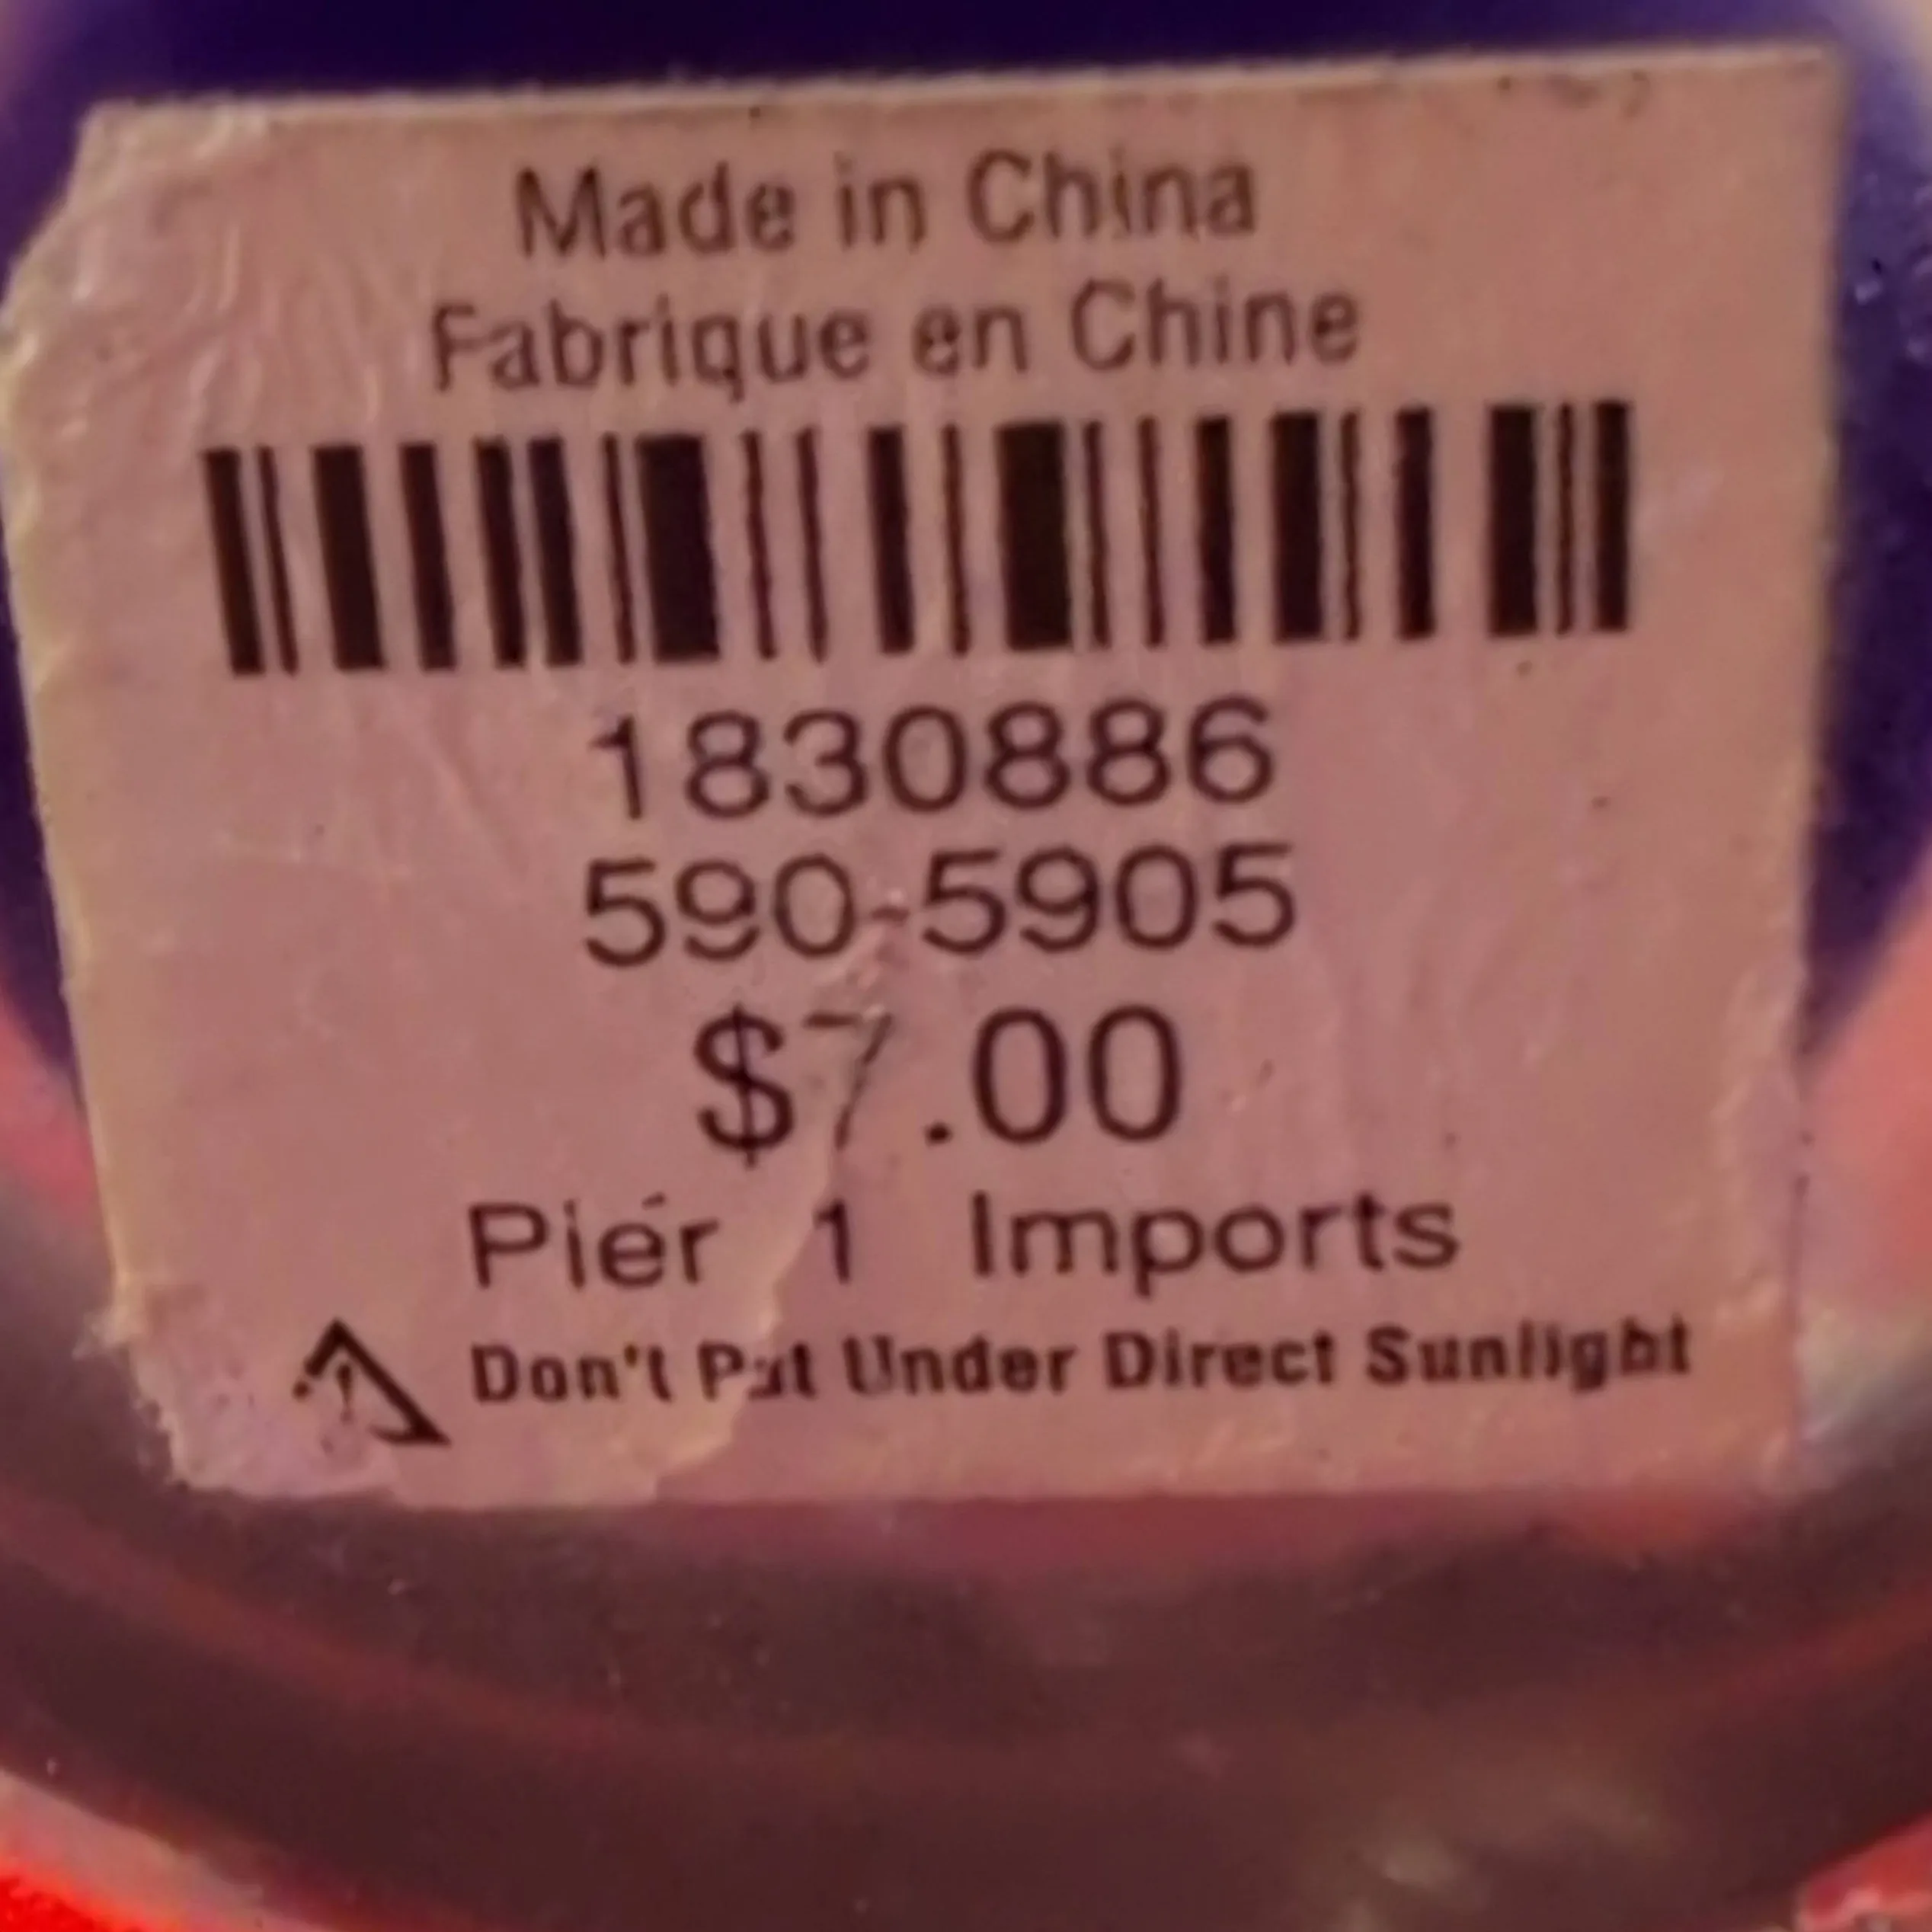 Made in China
Fabrique en Chine
1830886
590-5905
$7.00
Pier 1 Imports
Don't Put Under Direct Sunlight